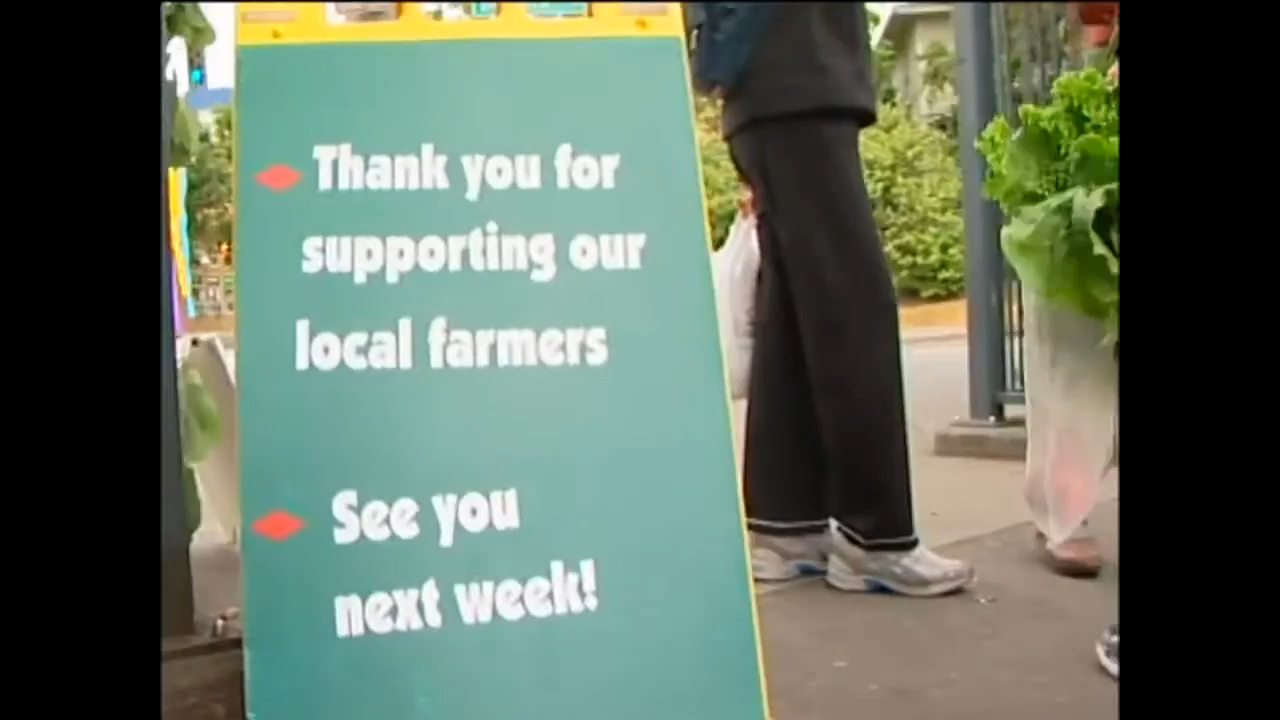 Thank you for
supporting our
local farmers
See you
next week!